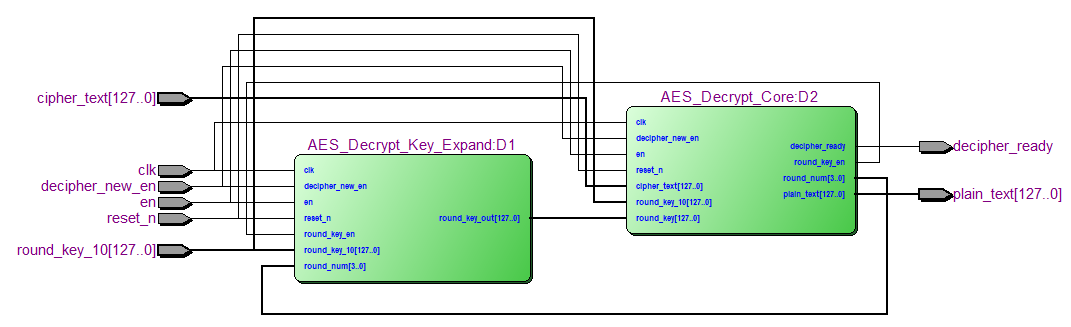 cipher_text[127..0]
clk
decipher_new_en
en
reset_n
round_key_10[127..0]
AES_Decrypt_Key_Expand:D1
clk
decipher_new_en
en
reset_n
round_key_en
round_key_10[127..0]
round_num[3..0]
round_key_out[127..0]
AES_Decrypt_Core:D2
clk
decipher_new_en
en
reset_n
cipher_text[127..0]
round_key_10[127..0]
round_key[127..0]
decipher_ready
round_key_en
round_num[3..0]
plain_text[127..0]
decipher_ready
plain_text[127..0]